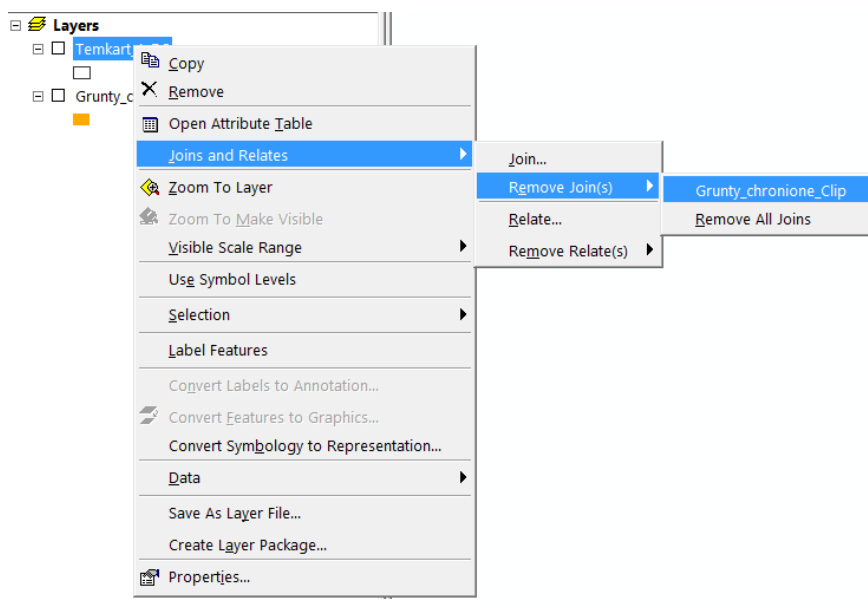 Layers
Temkart
Grunty_c
Copy
Remove
Open Attribute Table
Joins and Relates
Zoom To Layer
Zoom To Make Visible
Visible Scale Range
Use Symbol Levels
Selection
Label Features
Convert Labels to Annotation...
Convert Features to Graphics...
Convert Symbology to Representation...
Data
Save As Layer File...
Create Layer Package...
Properties...
Join...
Remove Join(s)
Relate...
Remove Relate(s)
Grunty_chronione_Clip
Remove All Joins